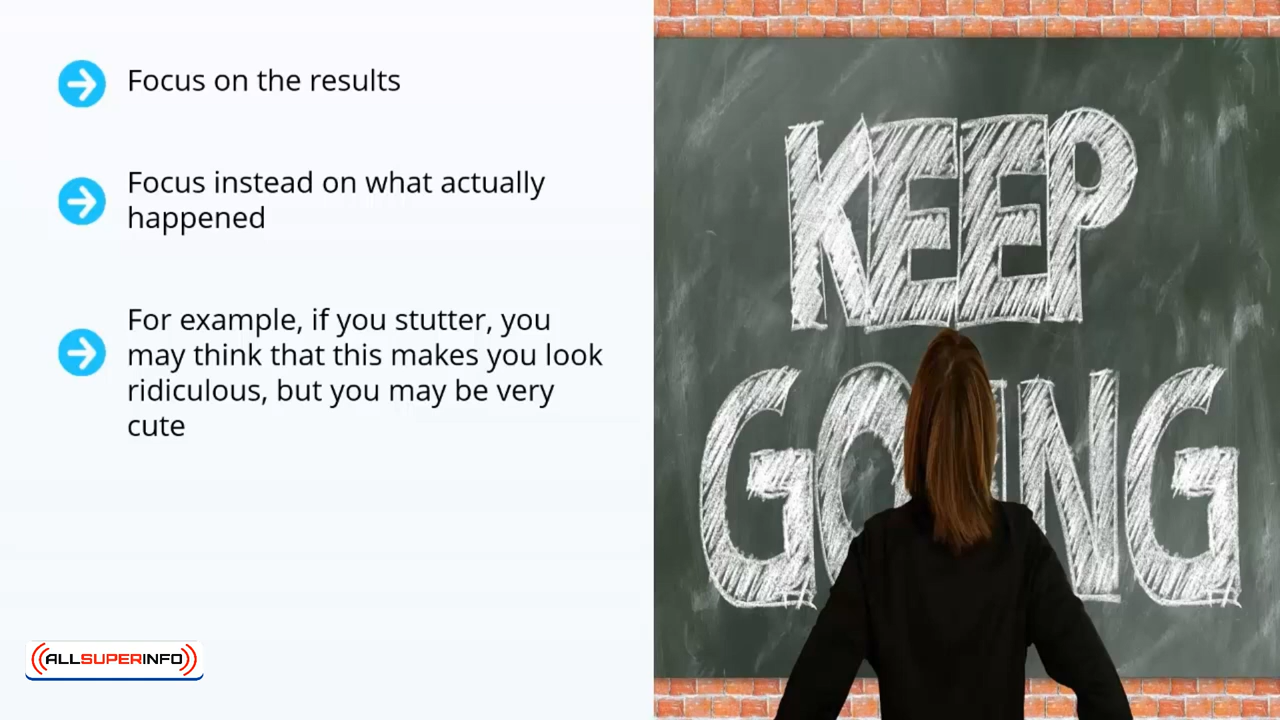 Focus on the results
Focus instead on what actually
happened
For example, if you stutter, you
may think that this makes you look
ridiculous, but you may be very
cute
KEEP
GOING
ALLSUPERINFO